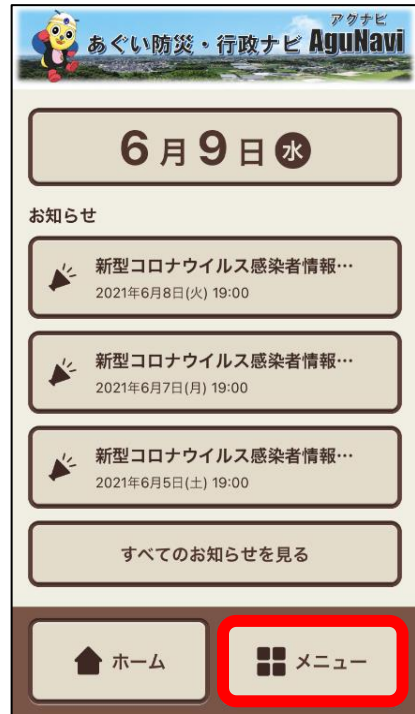 アグナビ
あぐい防災・行政ナビ AguNavi
6月9日 水
お知らせ
新型コロナウイルス感染者情報…
2021年6月8日(火) 19:00
新型コロナウイルス感染者情報…
2021年6月7日(月) 19:00
新型コロナウイルス感染者情報…
2021年6月5日(土) 19:00
すべてのお知らせを見る
ホーム メニュー